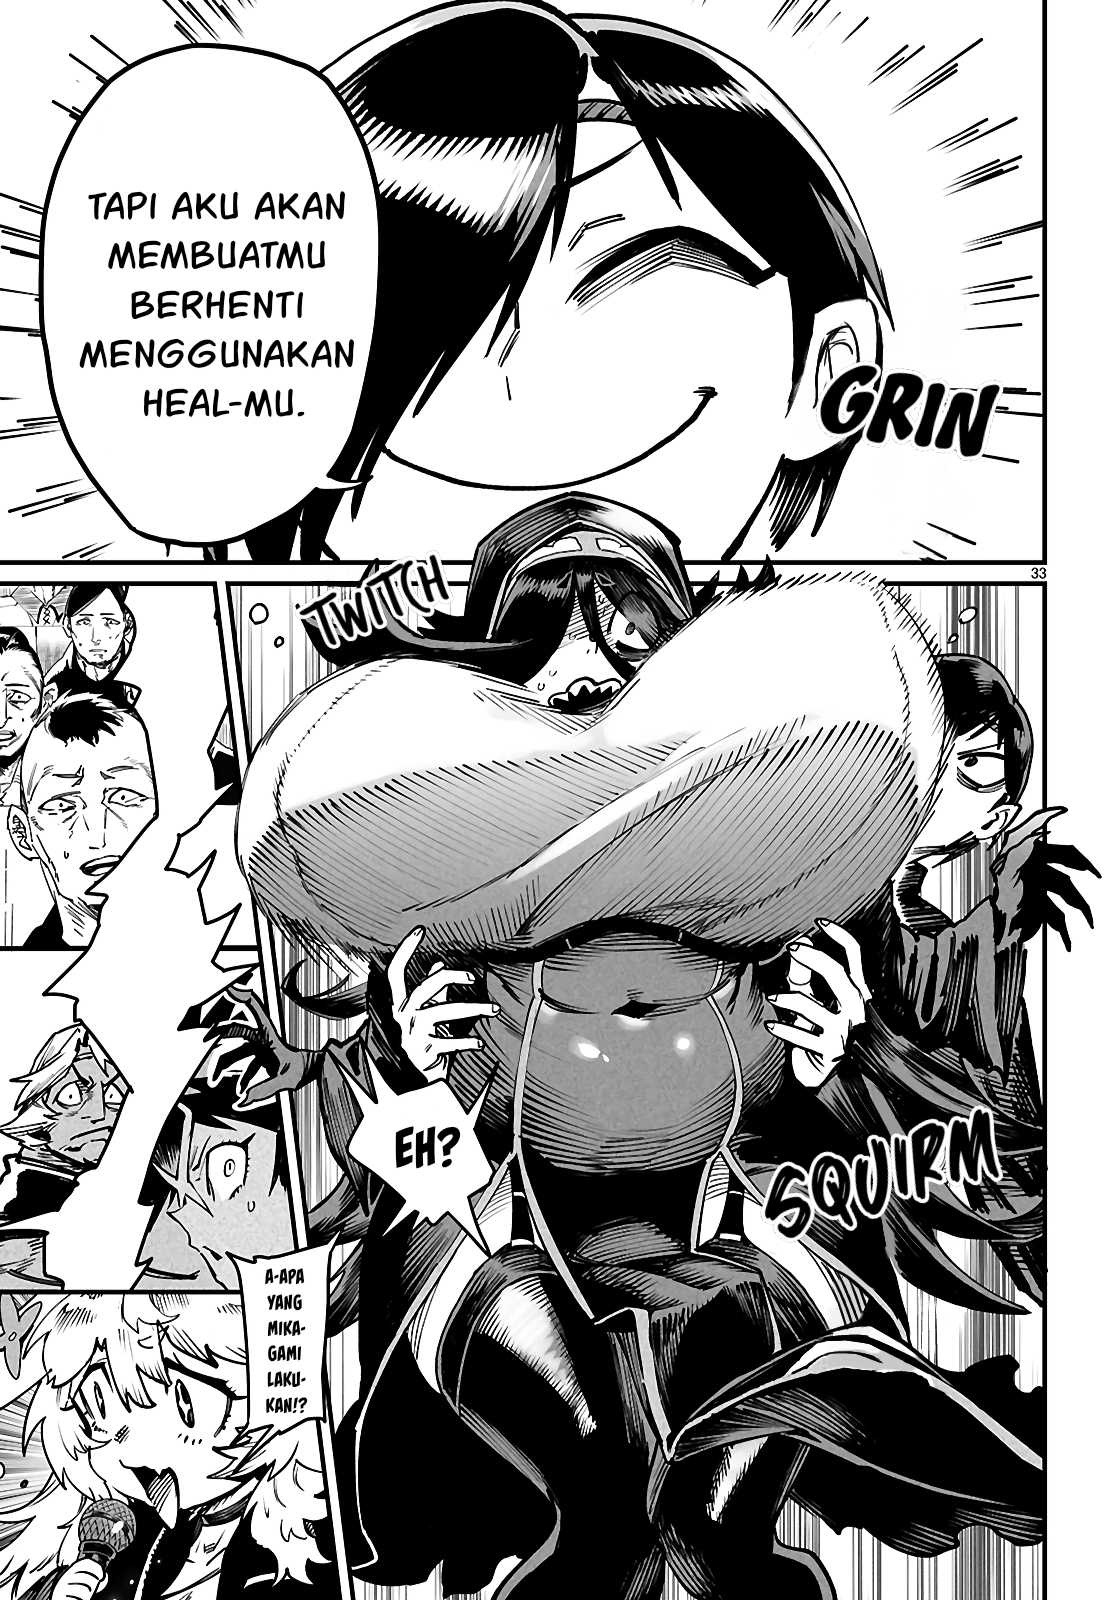 TAPI AKU AKAN
MEMBUATMU
BERHENTI
MENGGUNAKAN
HEAL-MU.
GRIN
33
TWITCH
EH?
SQUIRM
A-APA
YANG
MIKA-
GAMI
LAKU-
KAN!?